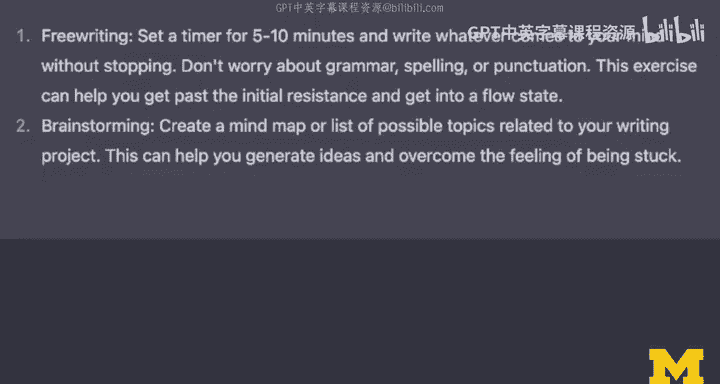 GPT中英字幕课程资源@bilibili.com
GPT中英字幕课程资源 bilibili
1. Freewriting: Set a timer for 5-10 minutes and write whatever comes to your mind
without stopping. Don't worry about grammar, spelling, or punctuation. This exercise
can help you get past the initial resistance and get into a flow state.
2. Brainstorming: Create a mind map or list of possible topics related to your writing
project. This can help you generate ideas and overcome the feeling of being stuck.
M